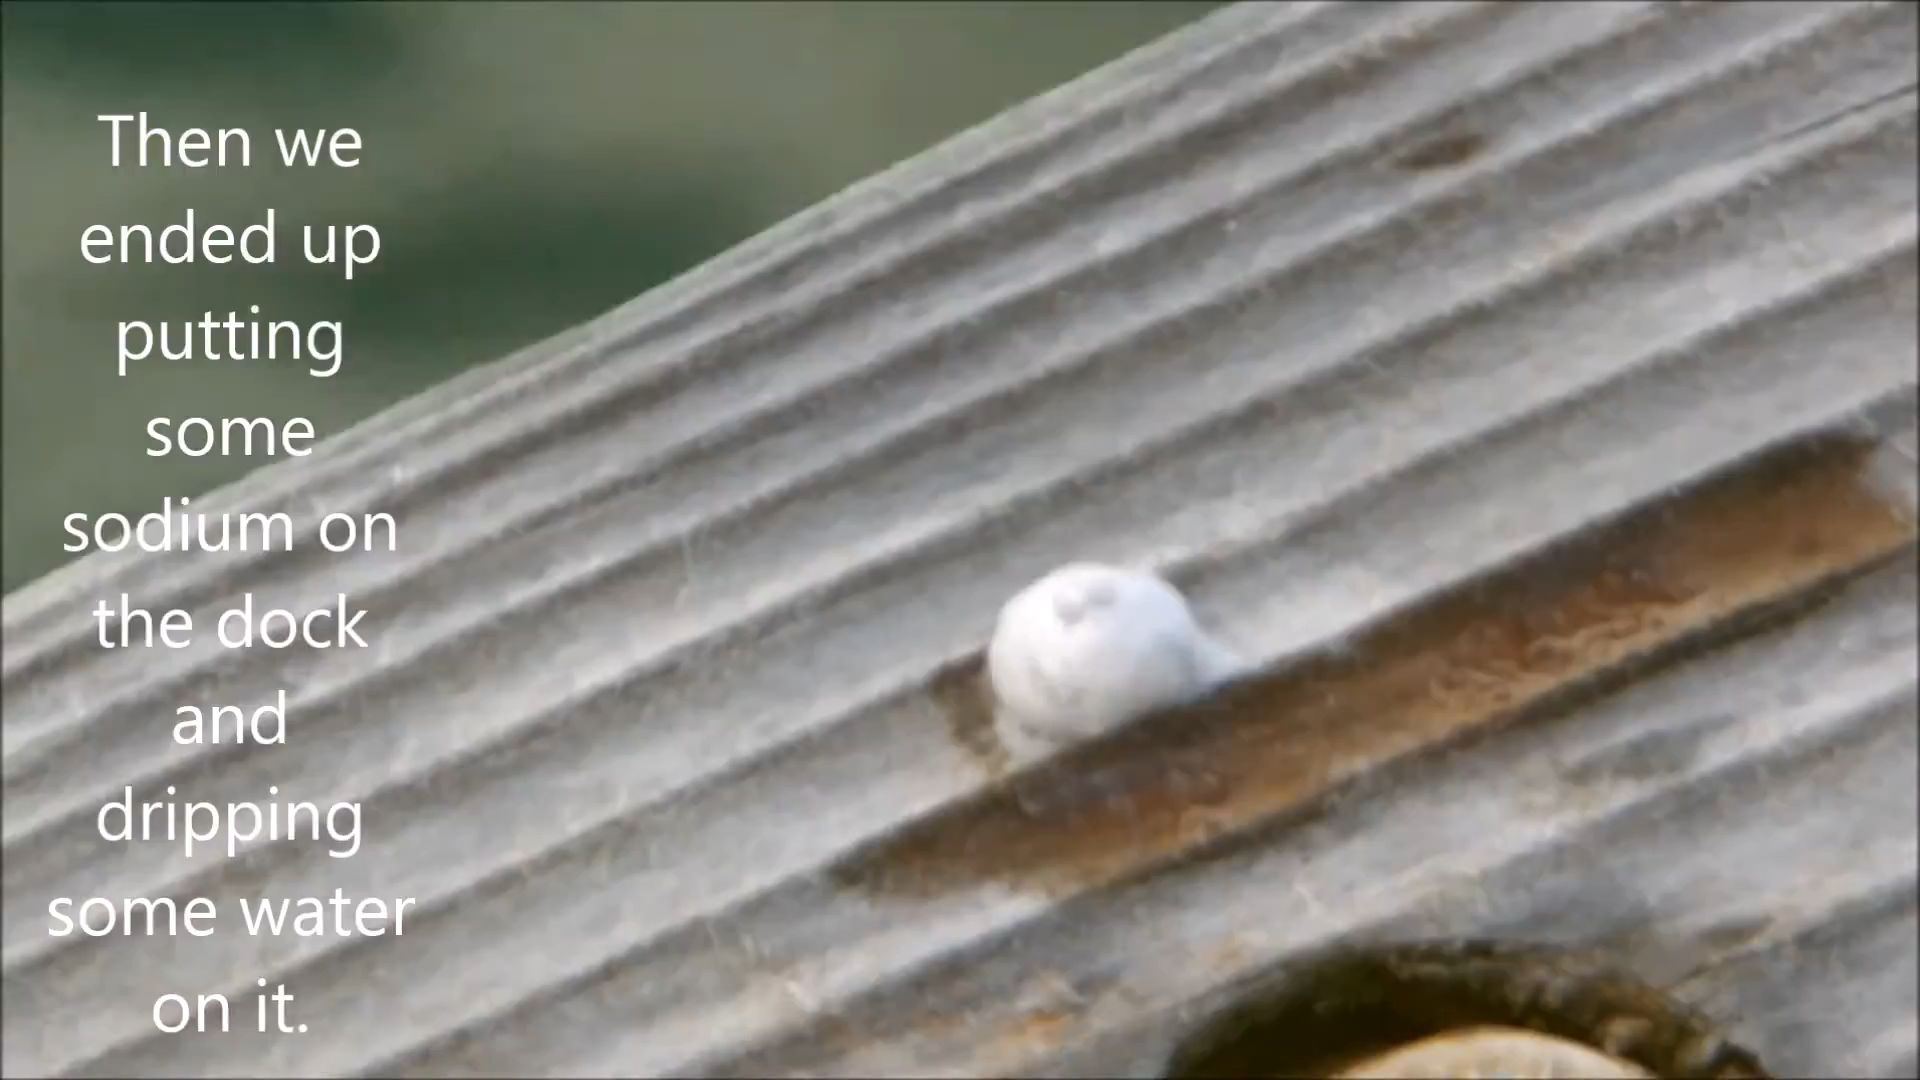 Then we
ended up
putting
some
sodium on
the dock
and
dripping
some water
on it.